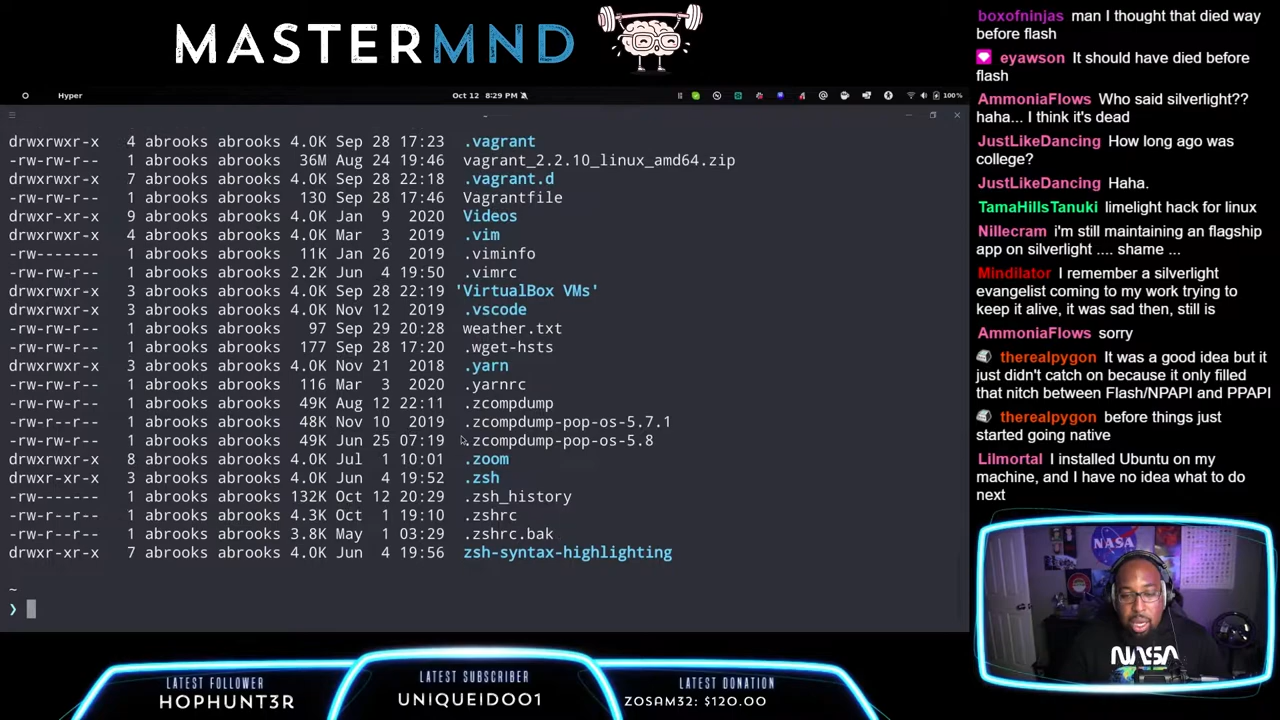 MASTERMND
Hyper
Oct 12 8:29 PM
100%
drwxrwxr-x 4 abrooks abrooks 4.0K Sep 28 17:23 .vagrant
-rw-rw-r-- 1 abrooks abrooks 36M Aug 24 19:46 vagrant_2.2.10_linux_amd64.zip
drwxrwxr-x 7 abrooks abrooks 4.0K Sep 28 22:18 .vagrant.d
-rw-rw-r-- 1 abrooks abrooks 130 Sep 28 17:46 Vagrantfile
drwxr-xr-x 9 abrooks abrooks 4.0K Jan 9 2020 Videos
drwxrwxr-x 4 abrooks abrooks 4.0K Mar 3 2019 .vim
-rw------- 1 abrooks abrooks 11K Jan 26 2019 .viminfo
-rw-rw-r-- 1 abrooks abrooks 2.2K Jun 4 19:50 .vimrc
drwxrwxr-x 3 abrooks abrooks 4.0K Sep 28 22:19 'VirtualBox VMs'
drwxrwxr-x 3 abrooks abrooks 4.0K Nov 12 2019 .vscode
-rw-rw-r-- 1 abrooks abrooks 97 Sep 29 20:28 weather.txt
-rw-rw-r-- 1 abrooks abrooks 177 Sep 28 17:20 .wget-hsts
drwxrwxr-x 3 abrooks abrooks 4.0K Nov 21 2018 .yarn
-rw-rw-r-- 1 abrooks abrooks 116 Mar 3 2020 .yarnrc
-rw-rw-r-- 1 abrooks abrooks 49K Aug 12 22:11 .zcompdump
-rw-r--r-- 1 abrooks abrooks 48K Nov 10 2019 .zcompdump-pop-os-5.7.1
-rw-rw-r-- 1 abrooks abrooks 49K Jun 25 07:19 .zcompdump-pop-os-5.8
drwxrwxr-x 8 abrooks abrooks 4.0K Jul 1 10:01 .zoom
drwxr-xr-x 3 abrooks abrooks 4.0K Jun 4 19:52 .zsh
-rw------- 1 abrooks abrooks 132K Oct 12 20:29 .zsh_history
-rw-r--r-- 1 abrooks abrooks 4.3K Oct 1 19:10 .zshrc
-rw-r--r-- 1 abrooks abrooks 3.8K May 1 03:29 .zshrc.bak
drwxr-xr-x 7 abrooks abrooks 4.0K Jun 4 19:56 zsh-syntax-highlighting
~
❯
boxofninjas man I thought that died way
before flash
eyawson It should have died before
flash
AmmoniaFlows Who said silverlight??
haha... I think it's dead
JustLikeDancing How long ago was
college?
JustLikeDancing Haha.
TamaHillsTanuki limelight hack for linux
Nillecram i'm still maintaining an flagship
app on silverlight .... shame ...
Mindilator I remember a silverlight
evangelist coming to my work trying to
keep it alive, it was sad then, still is
AmmoniaFlows sorry
therealpygon It was a good idea but it
just didn't catch on because it only filled
that nitch between Flash/NPAPI and PPAPI
therealpygon before things just
started going native
Lilmortal I installed Ubuntu on my
machine, and I have no idea what to do
next
NASA
NASA
LATEST FOLLOWER
HOPHUNT3R
LATEST SUBSCRIBER
UNIQUEID001
LATEST DONATION
ZOSAM32: $120.00